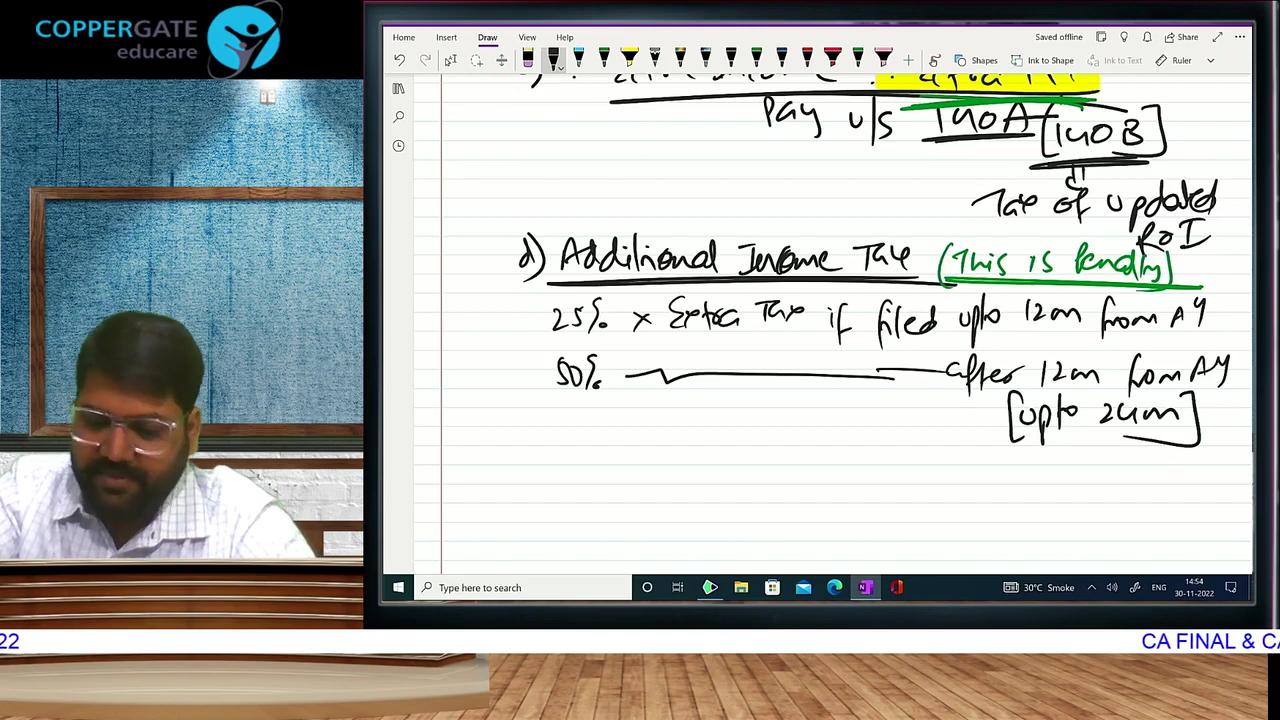 COPPERGATE
educare
Home Insert Draw View Help
Saved offline
Share
Shapes
Ink to Shape
Ink to Text
Ruler
Pay u/s 140A [140B]
Tax of updated
RoI
d) Additional Income Tax (This is Penalty)
25% x Extra Tax if filed upto 12m from AY
50% after 12m from AY
[upto 24m]
Type here to search
30°C Smoke
ENG
14:54
30-11-2022
22
CA FINAL & CA